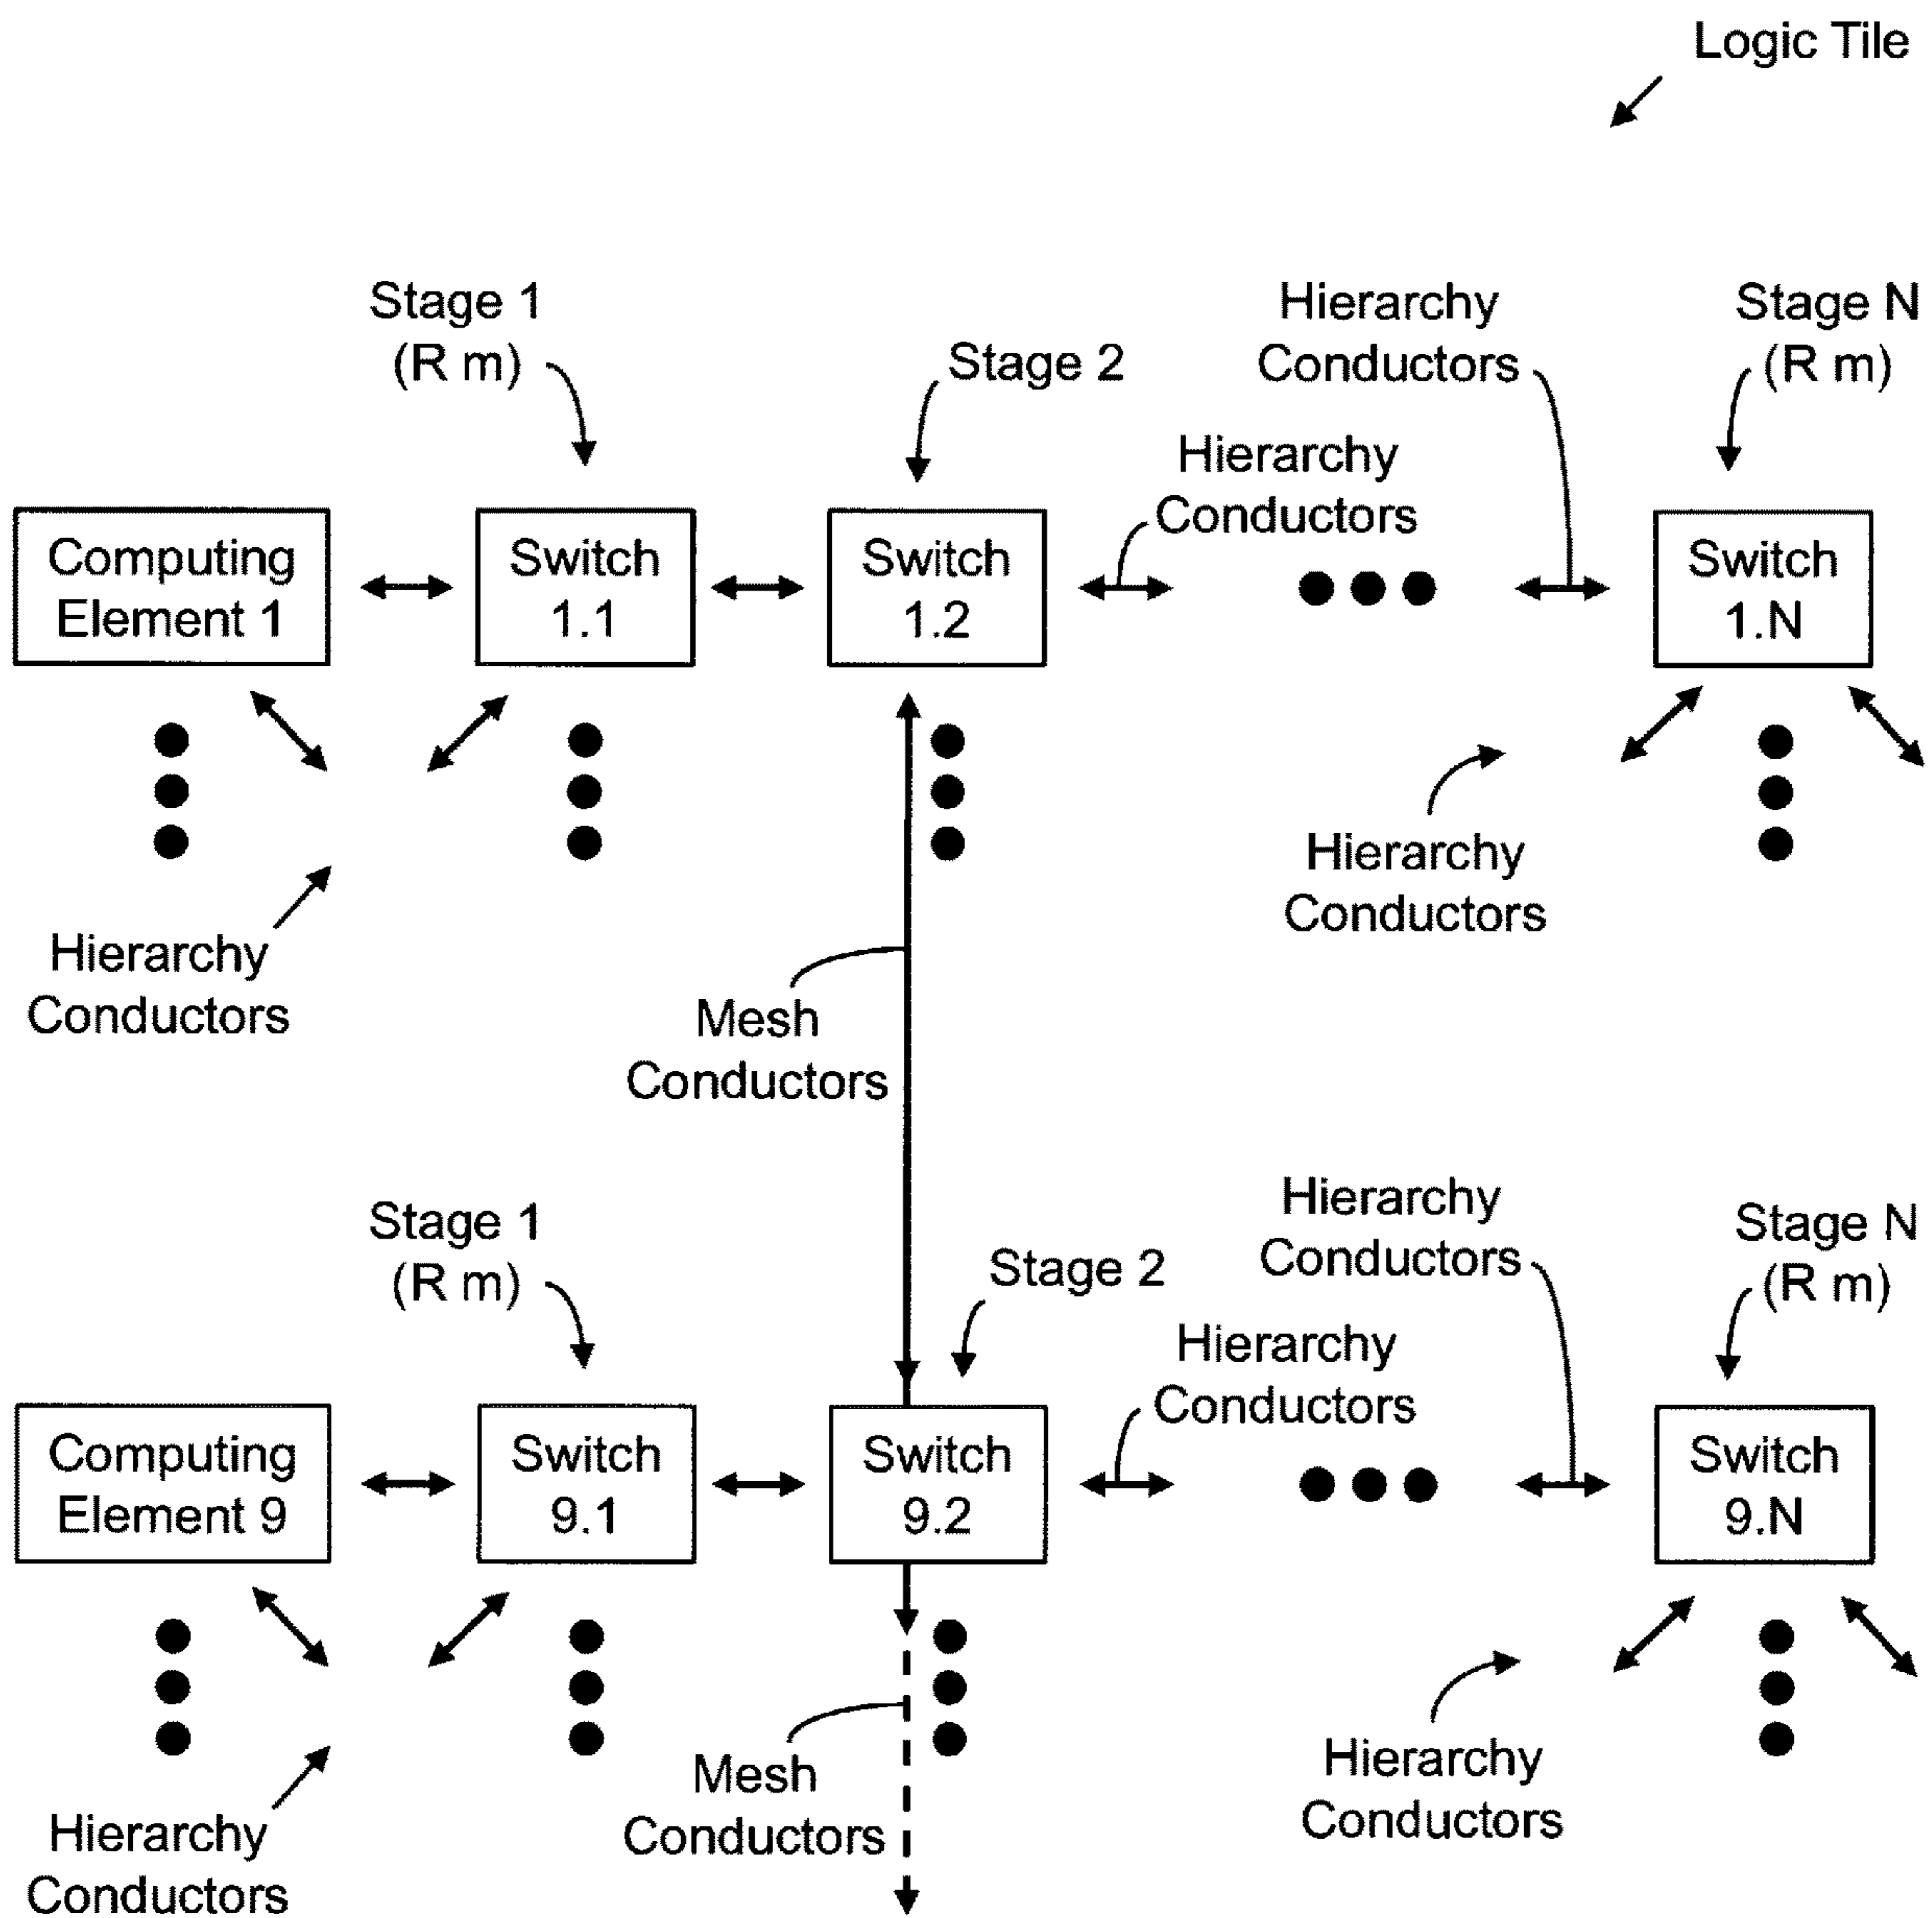 Logic Tile
Stage 1
(R m)
Stage 2
Hierarchy
Conductors
Hierarchy
Conductors
Stage N
(R m)
Computing
Element 1
Switch
1.1
Switch
1.2
Switch
1.N
Hierarchy
Conductors
Mesh
Conductors
Hierarchy
Conductors
Stage 1
(R m)
Stage 2
Hierarchy
Conductors
Hierarchy
Conductors
Stage N
(R m)
Computing
Element 9
Switch
9.1
Switch
9.2
Switch
9.N
Hierarchy
Conductors
Mesh
Conductors
Hierarchy
Conductors